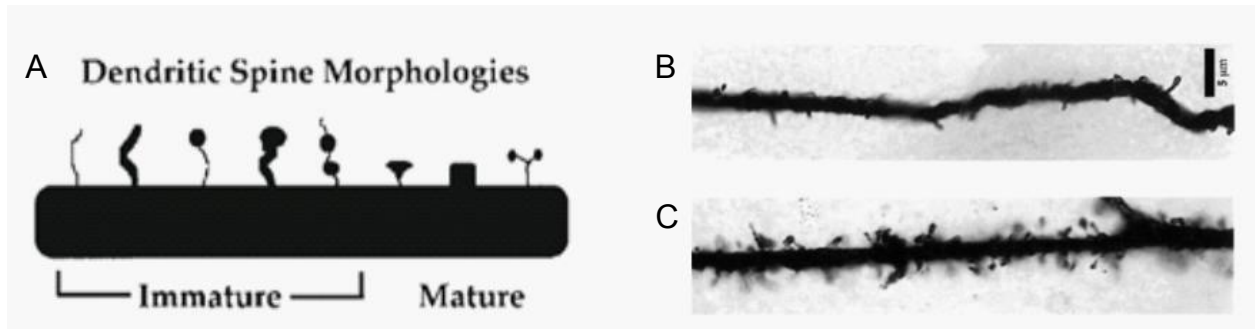 A
Dendritic Spine Morphologies
Immature
Mature
B
5 µm
C